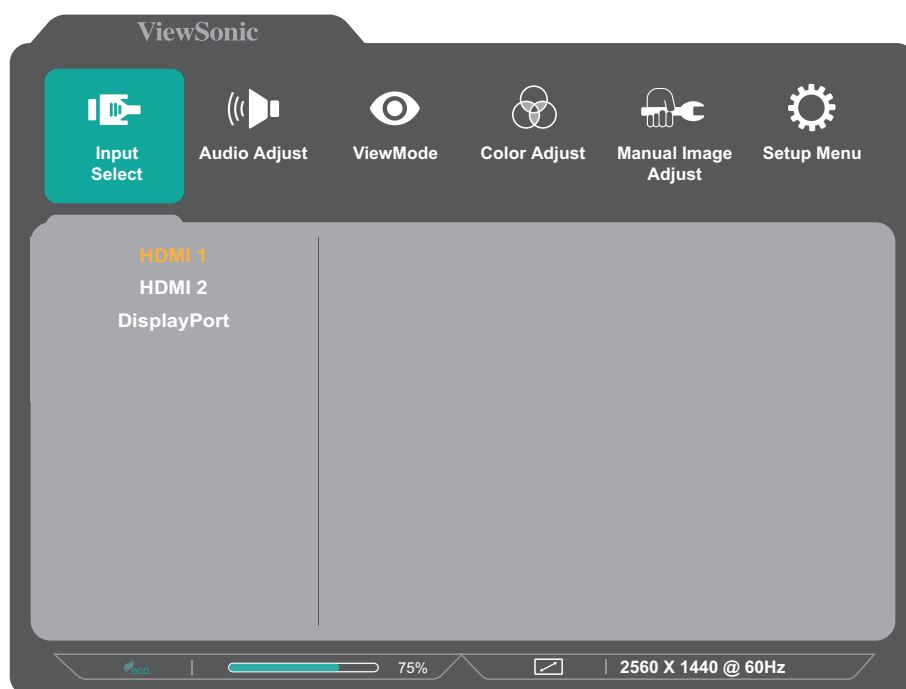 ViewSonic
Input
Select
Audio Adjust
ViewMode
Color Adjust
Manual Image
Adjust
Setup Menu
HDMI 1
HDMI 2
DisplayPort
eco
75%
2560 X 1440 @ 60Hz